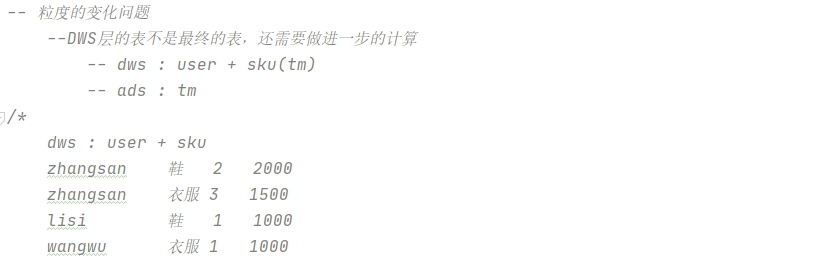 -- 粒度的变化问题
--DWS层的表不是最终的表，还需要做进一步的计算
-- dws : user + sku(tm)
-- ads : tm
/*
dws : user + sku
zhangsan 鞋 2 2000
zhangsan 衣服 3 1500
lisi 鞋 1 1000
wangwu 衣服 1 1000